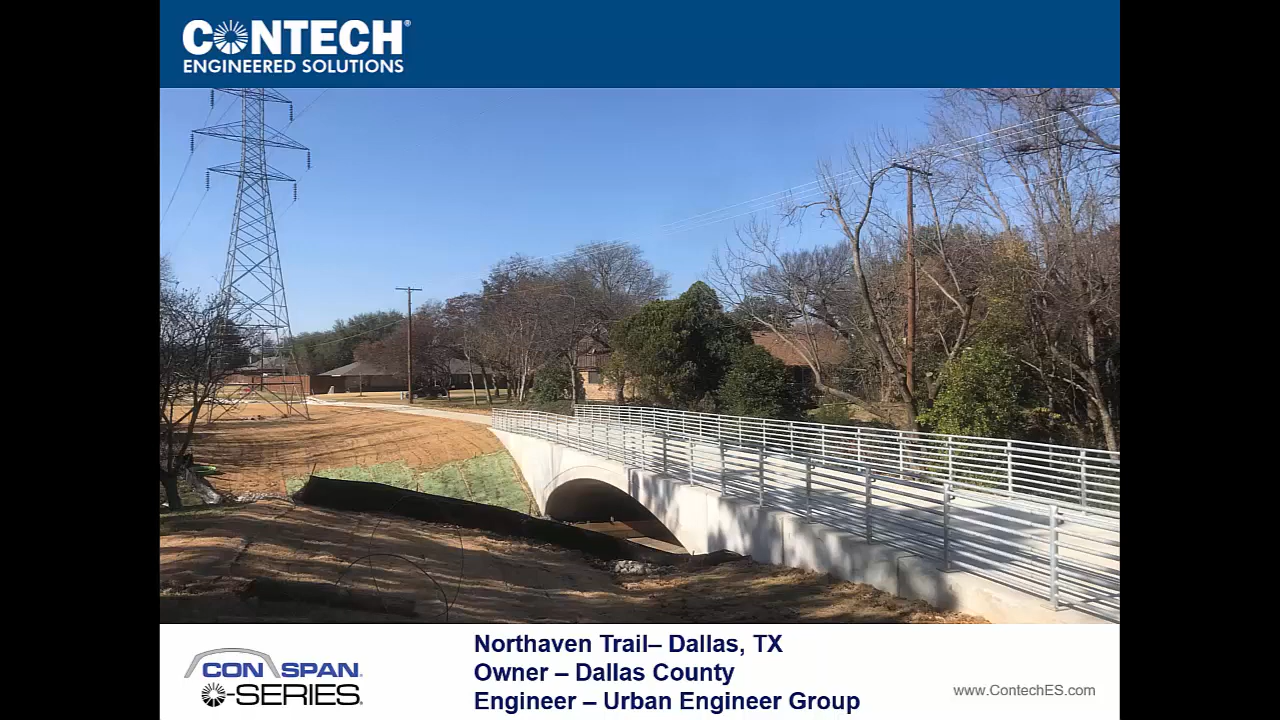 CONTECH®
ENGINEERED SOLUTIONS
CON SPAN®
O-SERIES®
Northaven Trail– Dallas, TX
Owner – Dallas County
Engineer – Urban Engineer Group
www.ContechES.com